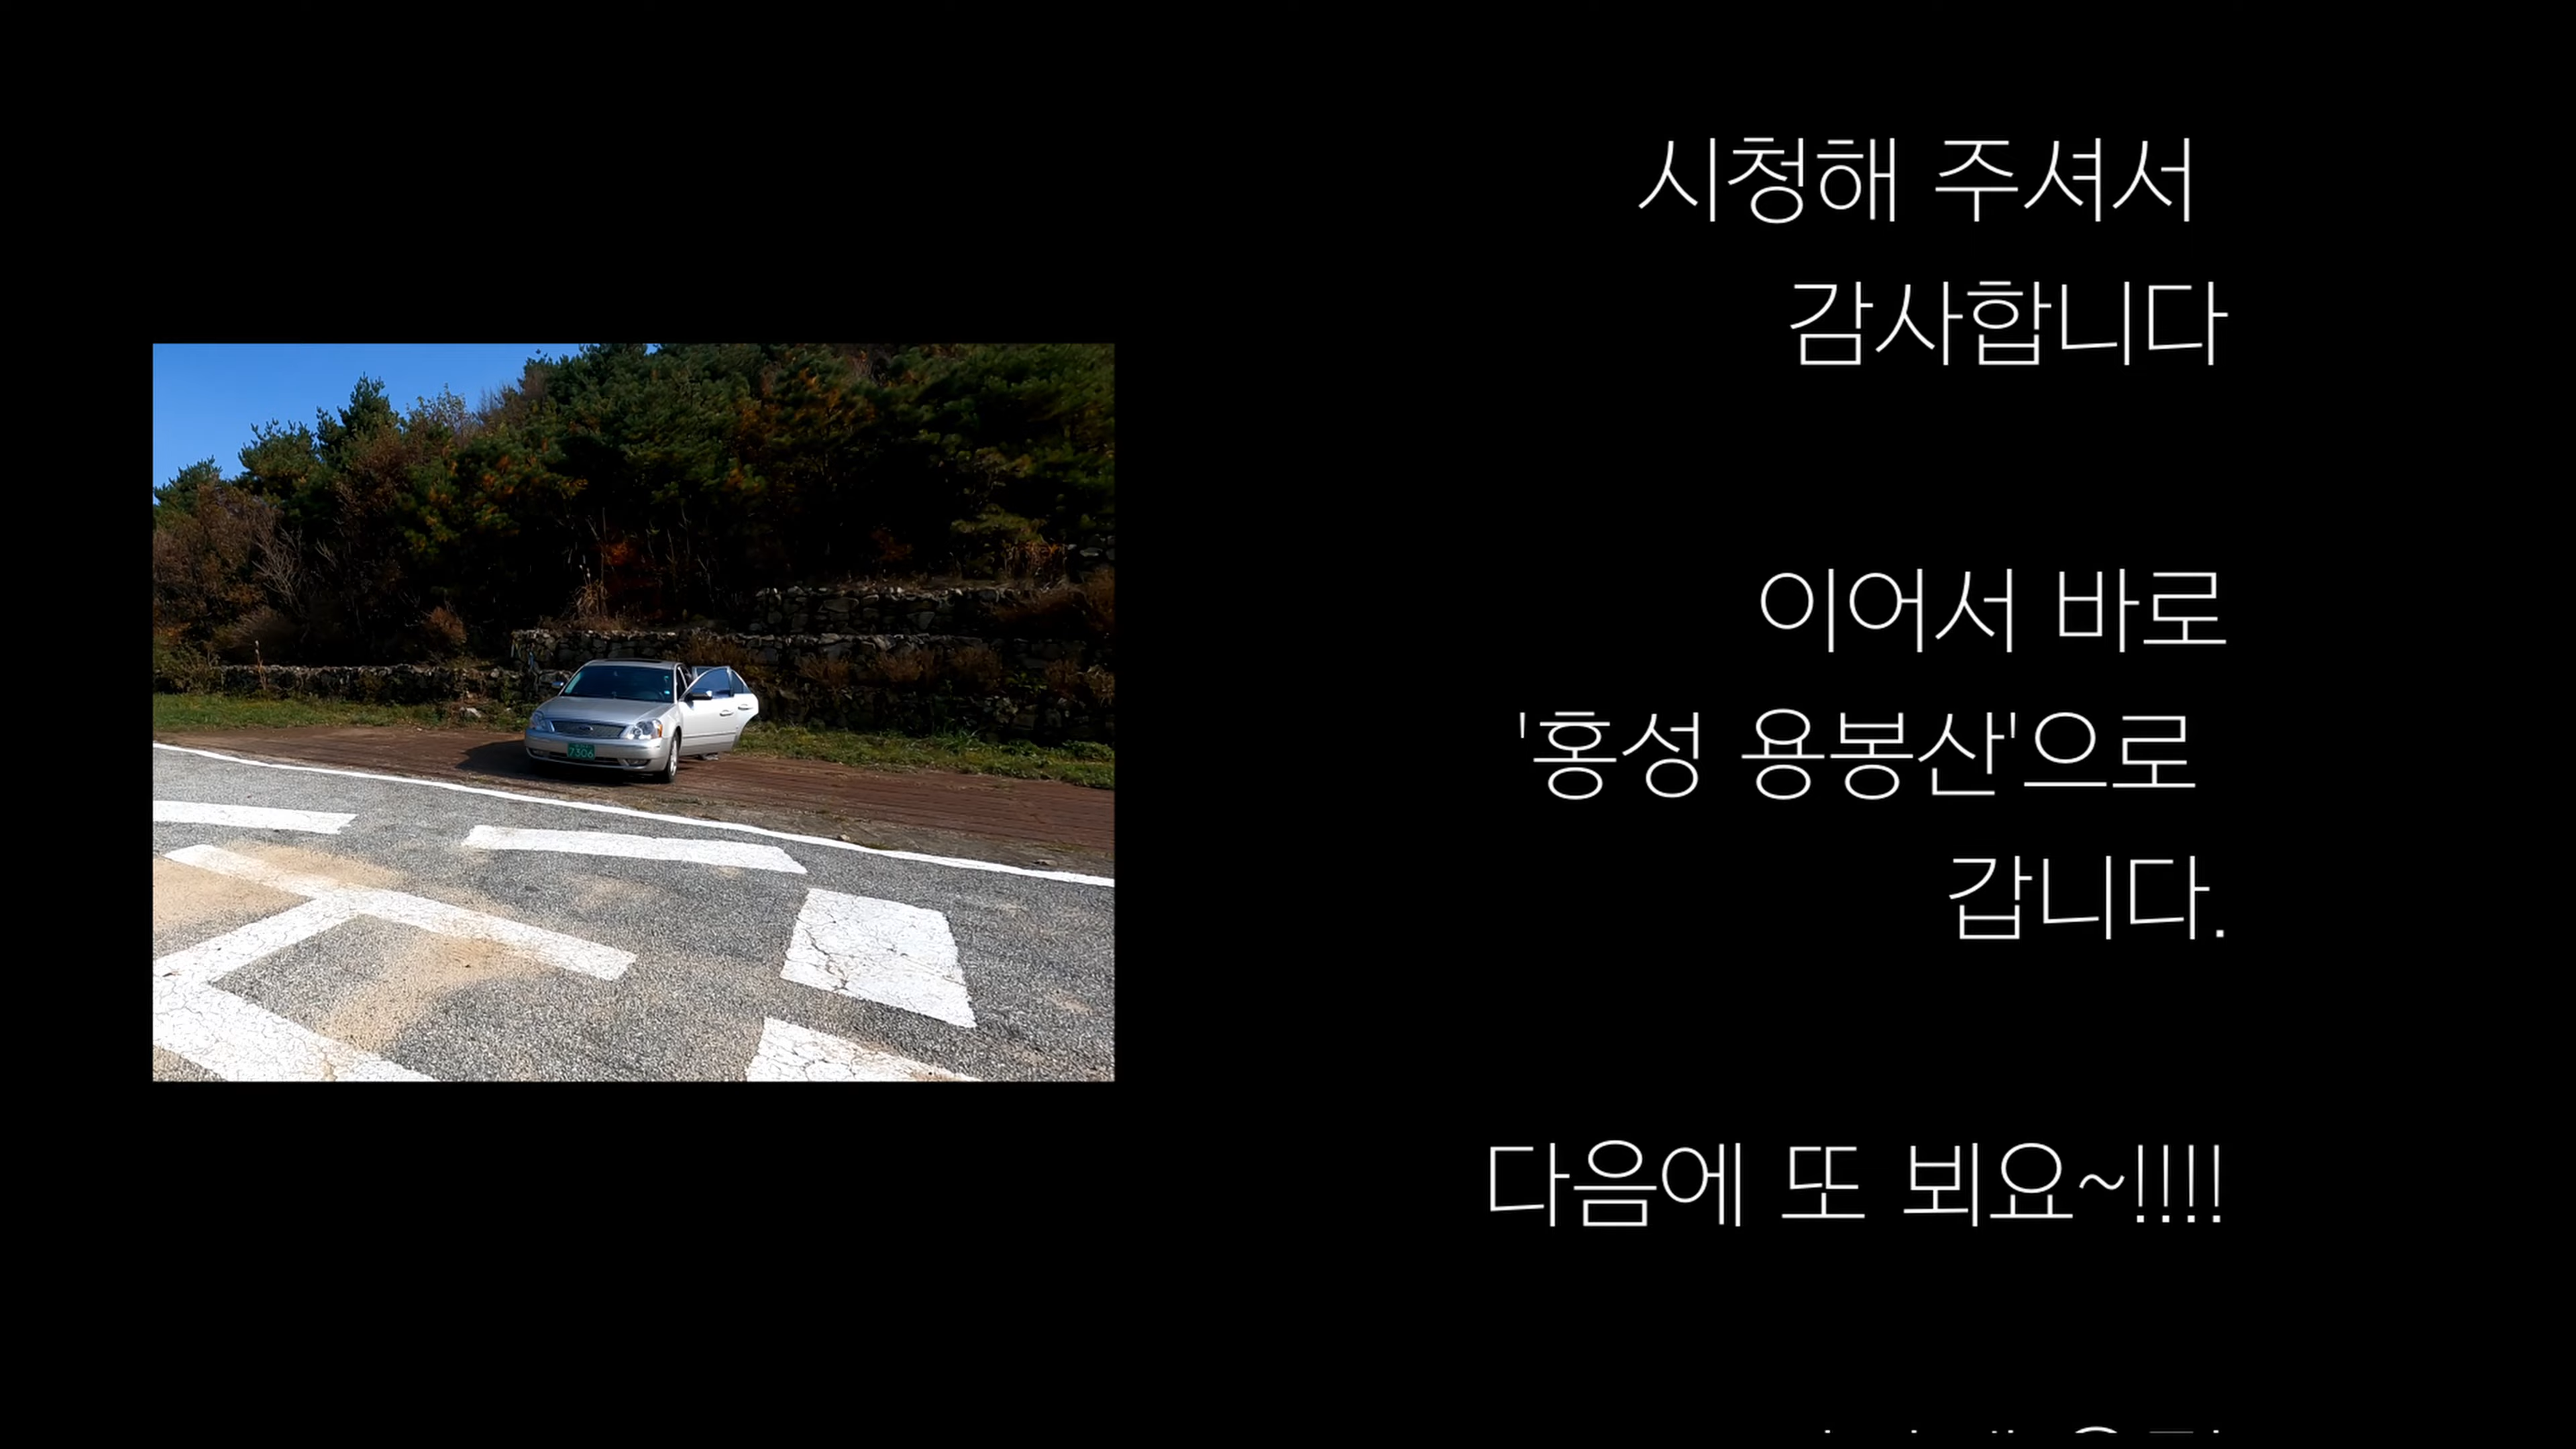 시청해 주셔서
감사합니다
이어서 바로
'홍성 용봉산'으로
갑니다.
다음에 또 뵈요~!!!!
7306